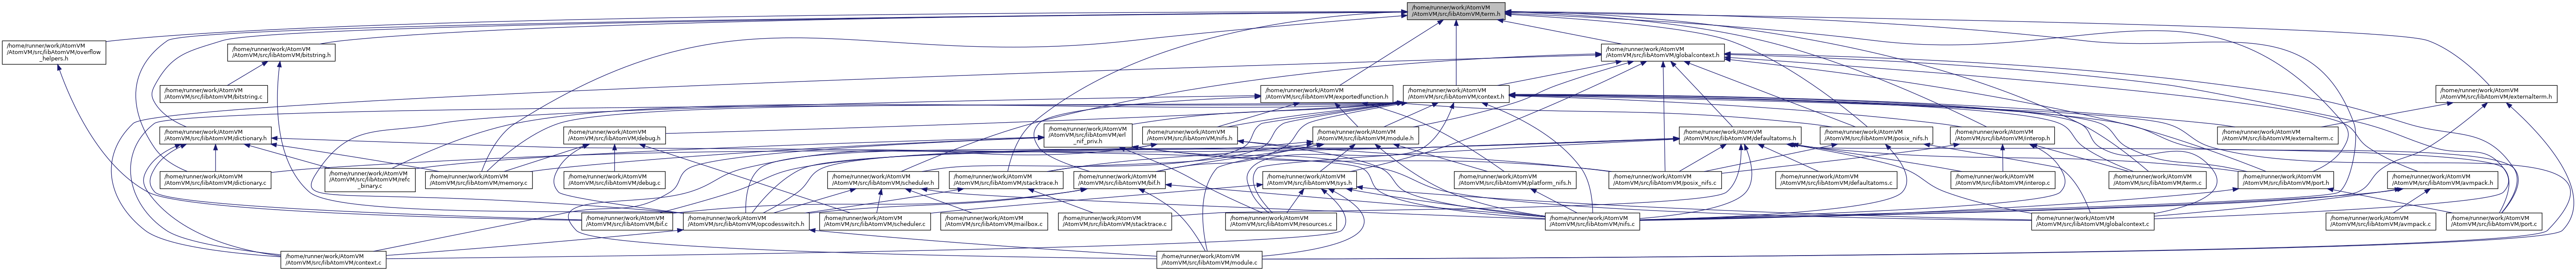 /home/runner/work/AtomVM
/AtomVM/src/libAtomVM/term.h
/home/runner/work/AtomVM
/AtomVM/src/libAtomVM/overflow
_helpers.h
/home/runner/work/AtomVM
/AtomVM/src/libAtomVM/bitstring.h
/home/runner/work/AtomVM
/AtomVM/src/libAtomVM/globalcontext.h
/home/runner/work/AtomVM
/AtomVM/src/libAtomVM/bitstring.c
/home/runner/work/AtomVM
/AtomVM/src/libAtomVM/exportedfunction.h
/home/runner/work/AtomVM
/AtomVM/src/libAtomVM/context.h
/home/runner/work/AtomVM
/AtomVM/src/libAtomVM/externalterm.h
/home/runner/work/AtomVM
/AtomVM/src/libAtomVM/dictionary.h
/home/runner/work/AtomVM
/AtomVM/src/libAtomVM/debug.h
/home/runner/work/AtomVM
/AtomVM/src/libAtomVM/erl
_nif_priv.h
/home/runner/work/AtomVM
/AtomVM/src/libAtomVM/nifs.h
/home/runner/work/AtomVM
/AtomVM/src/libAtomVM/module.h
/home/runner/work/AtomVM
/AtomVM/src/libAtomVM/defaultatoms.h
/home/runner/work/AtomVM
/AtomVM/src/libAtomVM/posix_nifs.h
/home/runner/work/AtomVM
/AtomVM/src/libAtomVM/interop.h
/home/runner/work/AtomVM
/AtomVM/src/libAtomVM/externalterm.c
/home/runner/work/AtomVM
/AtomVM/src/libAtomVM/dictionary.c
/home/runner/work/AtomVM
/AtomVM/src/libAtomVM/refc
_binary.c
/home/runner/work/AtomVM
/AtomVM/src/libAtomVM/memory.c
/home/runner/work/AtomVM
/AtomVM/src/libAtomVM/debug.c
/home/runner/work/AtomVM
/AtomVM/src/libAtomVM/scheduler.h
/home/runner/work/AtomVM
/AtomVM/src/libAtomVM/stacktrace.h
/home/runner/work/AtomVM
/AtomVM/src/libAtomVM/bif.h
/home/runner/work/AtomVM
/AtomVM/src/libAtomVM/sys.h
/home/runner/work/AtomVM
/AtomVM/src/libAtomVM/platform_nifs.h
/home/runner/work/AtomVM
/AtomVM/src/libAtomVM/posix_nifs.c
/home/runner/work/AtomVM
/AtomVM/src/libAtomVM/defaultatoms.c
/home/runner/work/AtomVM
/AtomVM/src/libAtomVM/interop.c
/home/runner/work/AtomVM
/AtomVM/src/libAtomVM/term.c
/home/runner/work/AtomVM
/AtomVM/src/libAtomVM/port.h
/home/runner/work/AtomVM
/AtomVM/src/libAtomVM/avmpack.h
/home/runner/work/AtomVM
/AtomVM/src/libAtomVM/bif.c
/home/runner/work/AtomVM
/AtomVM/src/libAtomVM/opcodesswitch.h
/home/runner/work/AtomVM
/AtomVM/src/libAtomVM/scheduler.c
/home/runner/work/AtomVM
/AtomVM/src/libAtomVM/mailbox.c
/home/runner/work/AtomVM
/AtomVM/src/libAtomVM/stacktrace.c
/home/runner/work/AtomVM
/AtomVM/src/libAtomVM/resources.c
/home/runner/work/AtomVM
/AtomVM/src/libAtomVM/nifs.c
/home/runner/work/AtomVM
/AtomVM/src/libAtomVM/globalcontext.c
/home/runner/work/AtomVM
/AtomVM/src/libAtomVM/avmpack.c
/home/runner/work/AtomVM
/AtomVM/src/libAtomVM/port.c
/home/runner/work/AtomVM
/AtomVM/src/libAtomVM/context.c
/home/runner/work/AtomVM
/AtomVM/src/libAtomVM/module.c